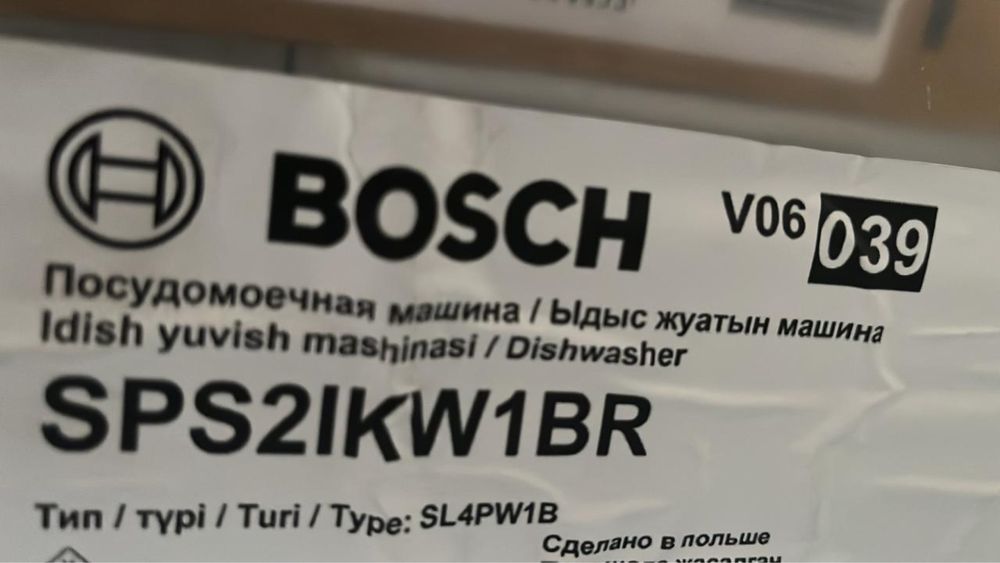 BOSCH V06 039
Посудомоечная машина / Ыдыс жуатын машина
Idish yuvish mashinasi / Dishwasher
SPS2IKW1BR
Тип / түрі / Turi / Type: SL4PW1B
Сделано в польше